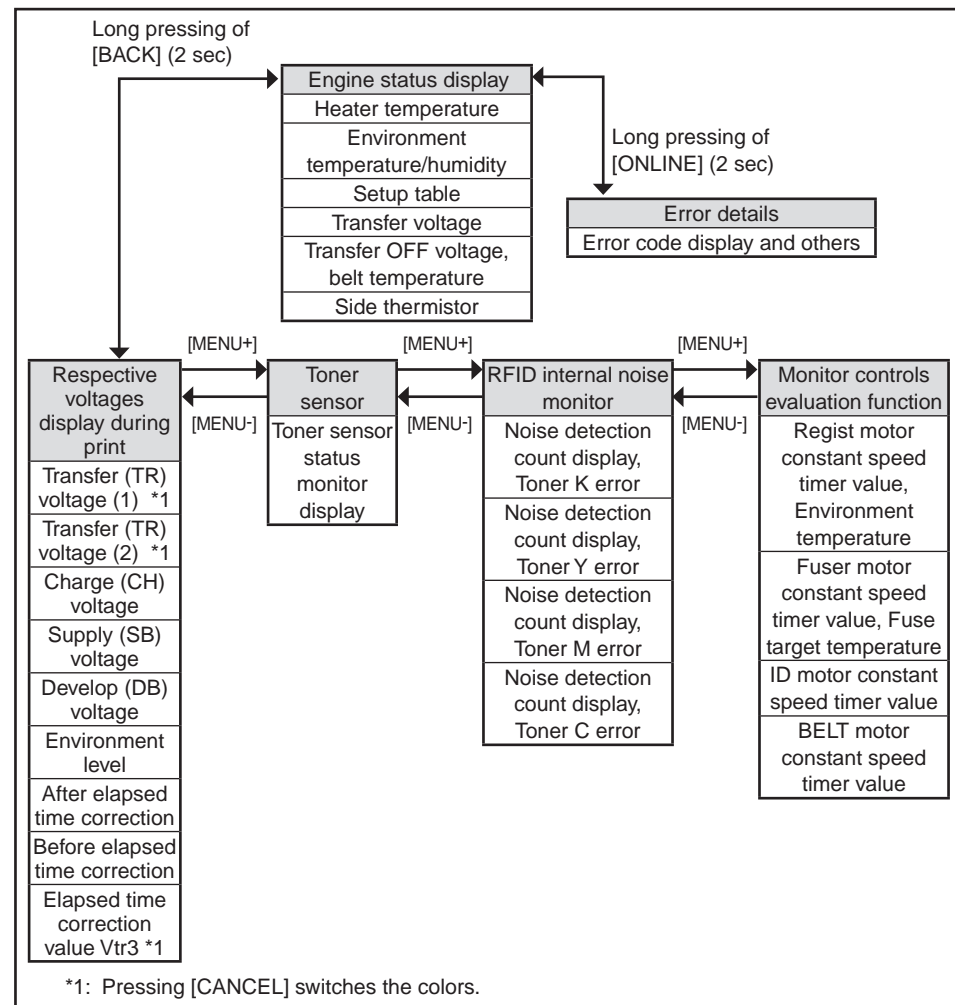 Long pressing of
[BACK] (2 sec)
Engine status display
Heater temperature
Environment
temperature/humidity
Setup table
Transfer voltage
Transfer OFF voltage,
belt temperature
Side thermistor
Long pressing of
[ONLINE] (2 sec)
Error details
Error code display and others
[MENU+]
[MENU-]
[MENU+]
[MENU-]
[MENU+]
[MENU-]
Respective
voltages
display during
print
Transfer (TR)
voltage (1) *1
Transfer (TR)
voltage (2) *1
Charge (CH)
voltage
Supply (SB)
voltage
Develop (DB)
voltage
Environment
level
After elapsed
time correction
Before elapsed
time correction
Elapsed time
correction
value Vtr3 *1
Toner
sensor
Toner sensor
status
monitor
display
RFID internal noise
monitor
Noise detection
count display,
Toner K error
Noise detection
count display,
Toner Y error
Noise detection
count display,
Toner M error
Noise detection
count display,
Toner C error
Monitor controls
evaluation function
Regist motor
constant speed
timer value,
Environment
temperature
Fuser motor
constant speed
timer value, Fuse
target temperature
ID motor constant
speed timer value
BELT motor
constant speed
timer value
*1: Pressing [CANCEL] switches the colors.